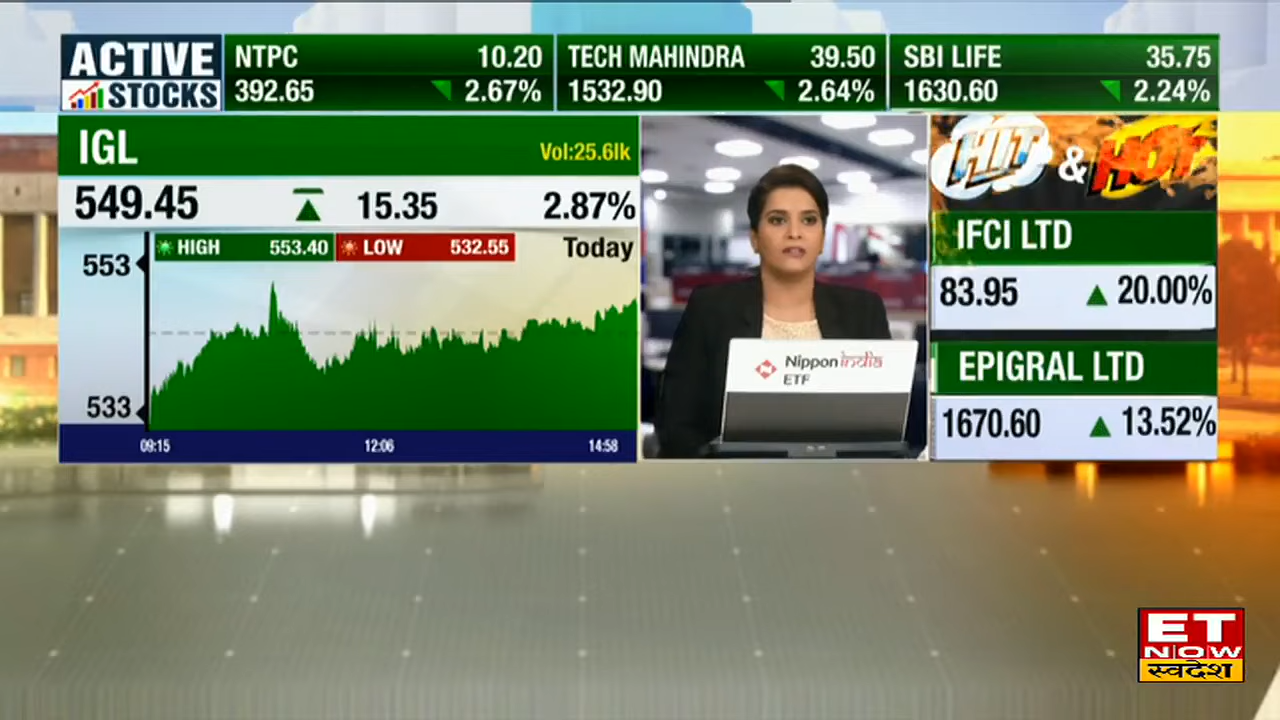 ACTIVE
STOCKS
NTPC 10.20
392.65 2.67%
TECH MAHINDRA 39.50
1532.90 2.64%
SBI LIFE 35.75
1630.60 2.24%
IGL Vol:25.6lk
549.45 15.35 2.87%
HIGH 553.40 LOW 532.55 Today
553
533
09:15 12:06 14:58
Nippon india
ETF
HIT & HOT
IFCI LTD
83.95 20.00%
EPIGRAL LTD
1670.60 13.52%
ET
NOW
स्वदेश